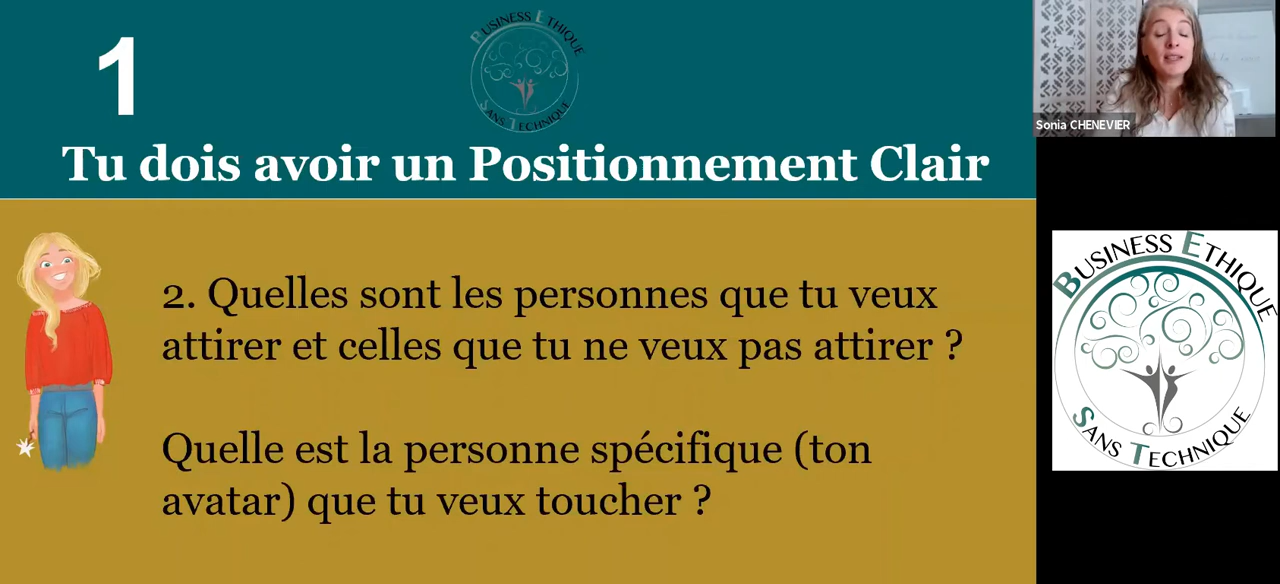 1
BUSINESS ETHIQUE
SANS TECHNIQUE
Tu dois avoir un Positionnement Clair
2. Quelles sont les personnes que tu veux
attirer et celles que tu ne veux pas attirer ?
Quelle est la personne spécifique (ton
avatar) que tu veux toucher ?
Sonia CHENEVIER
BUSINESS ETHIQUE
SANS TECHNIQUE